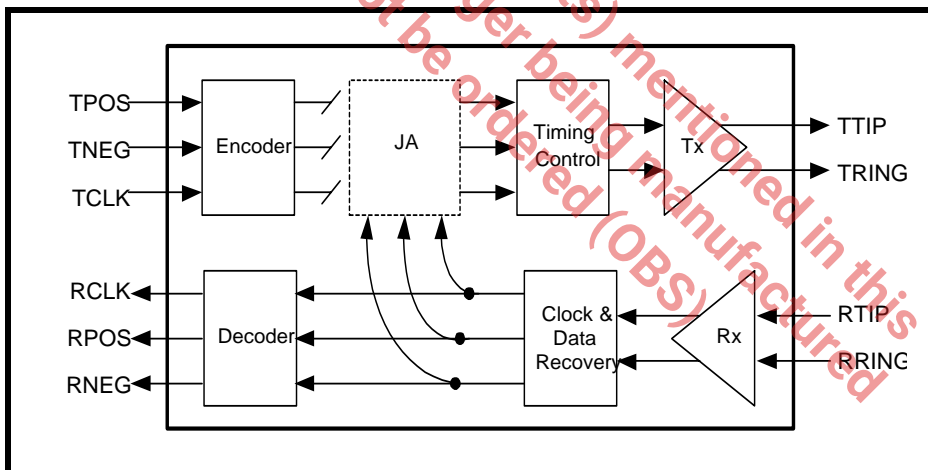 TPOS
TNEG
TCLK
Encoder
JA
Timing
Control
Tx
TTIP
TRING
RCLK
RPOS
RNEG
Decoder
Clock &
Data
Recovery
Rx
RTIP
RRING
mentioned in this
being manufactured
be ordered (OBS)